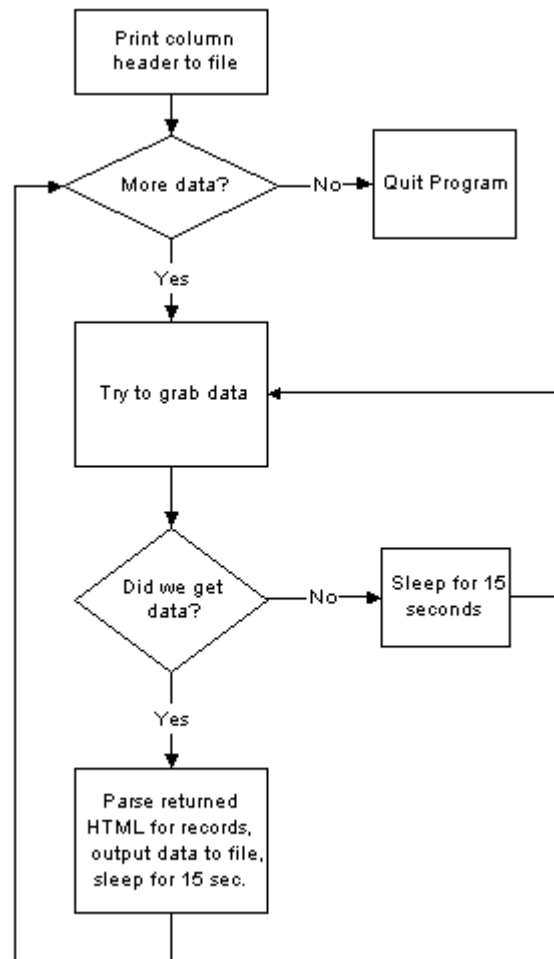 Print column
header to file
More data?
No
Quit Program
Yes
Try to grab data
Did we get
data?
No
Sleep for 15
seconds
Yes
Parse returned
HTML for records,
output data to file,
sleep for 15 sec.